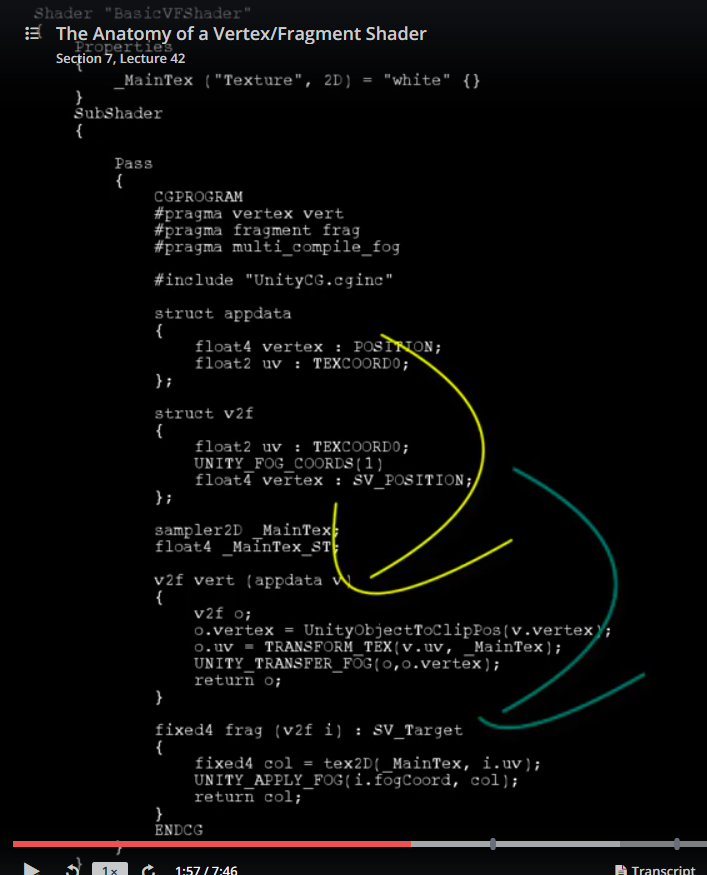 Shader "BasicVFShader"
{
The Anatomy of a Vertex/Fragment Shader
Properties
Section 7, Lecture 42
{
_MainTex ("Texture", 2D) = "white" {}
}
SubShader
{
Pass
{
CGPROGRAM
#pragma vertex vert
#pragma fragment frag
#pragma multi_compile_fog
#include "UnityCG.cginc"
struct appdata
{
float4 vertex : POSITION;
float2 uv : TEXCOORD0;
};
struct v2f
{
float2 uv : TEXCOORD0;
UNITY_FOG_COORDS(1)
float4 vertex : SV_POSITION;
};
sampler2D _MainTex;
float4 _MainTex_ST;
v2f vert (appdata v)
{
v2f o;
o.vertex = UnityObjectToClipPos(v.vertex);
o.uv = TRANSFORM_TEX(v.uv, _MainTex);
UNITY_TRANSFER_FOG(o,o.vertex);
return o;
}
fixed4 frag (v2f i) : SV_Target
{
fixed4 col = tex2D(_MainTex, i.uv);
UNITY_APPLY_FOG(i.fogCoord, col);
return col;
}
ENDCG
}
}
1x 1:57 / 7:46 Transcript